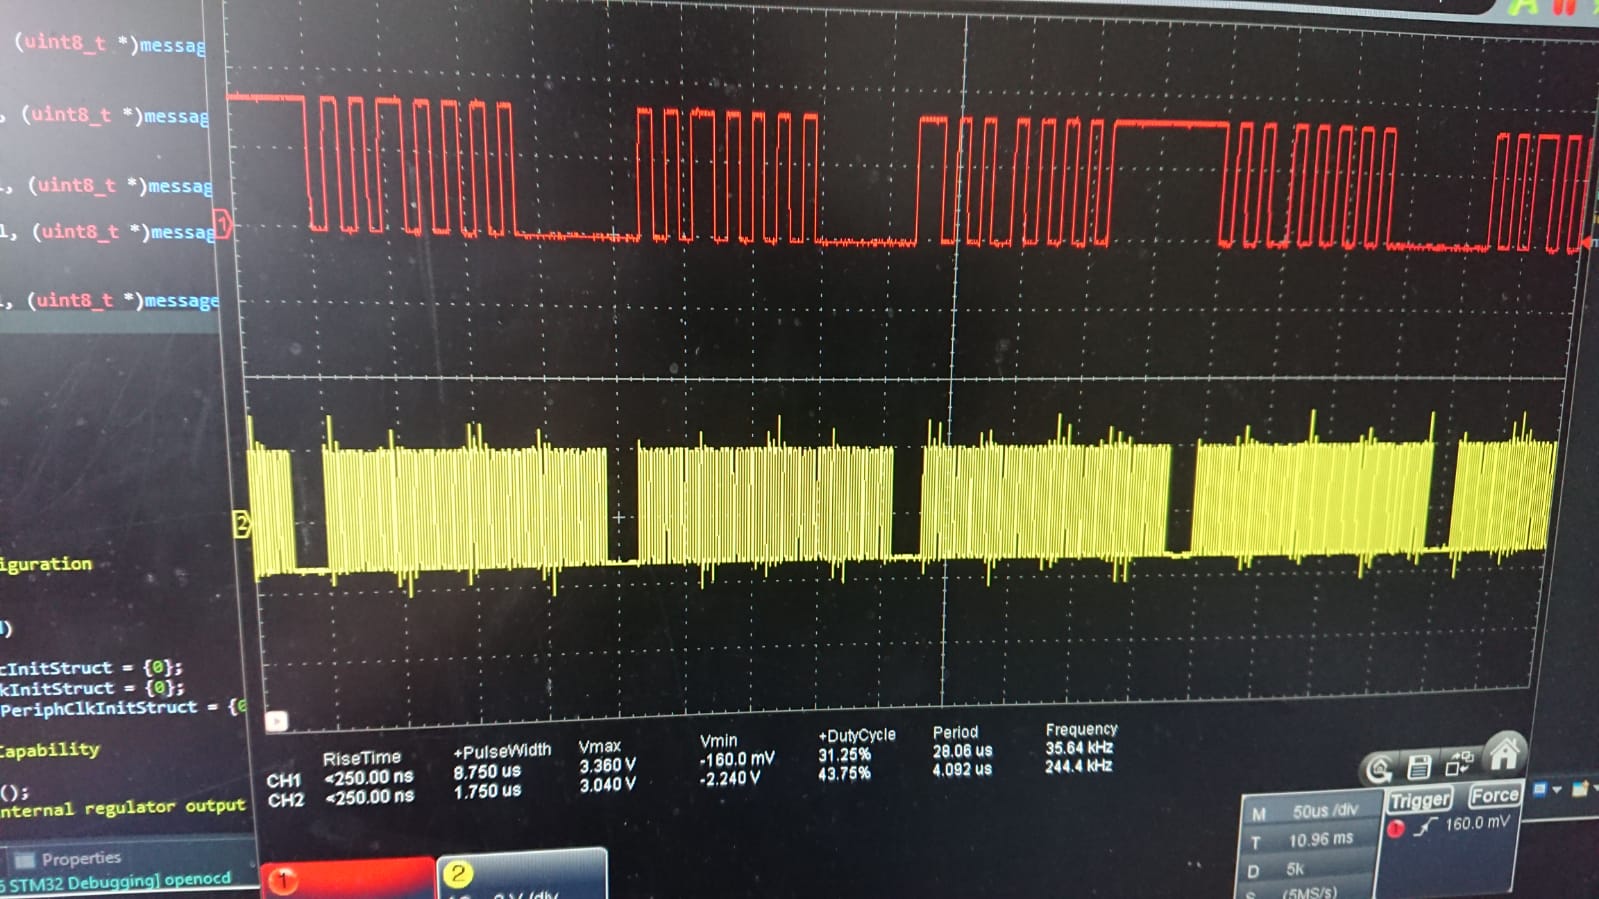 (uint8_t *)messag
, (uint8_t *)messag
, (uint8_t *)messag
, (uint8_t *)messag
, (uint8_t *)message
1
2
iguration
)
InitStruct = {0};
kInitStruct = {0};
PeriphClkInitStruct = {0
Capability
();
nternal regulator output
Properties
STM32 Debugging] openocd
RiseTime +PulseWidth Vmax Vmin +DutyCycle Period Frequency
CH1 <250.00 ns 8.750 us 3.360 V -160.0 mV 31.25% 28.06 us 35.64 kHz
CH2 <250.00 ns 1.750 us 3.040 V -2.240 V 43.75% 4.092 us 244.4 kHz
M 50us /div
T 10.96 ms
D 5k
S (5MS/s)
Trigger Force
1 160.0 mV
1
2
V /div